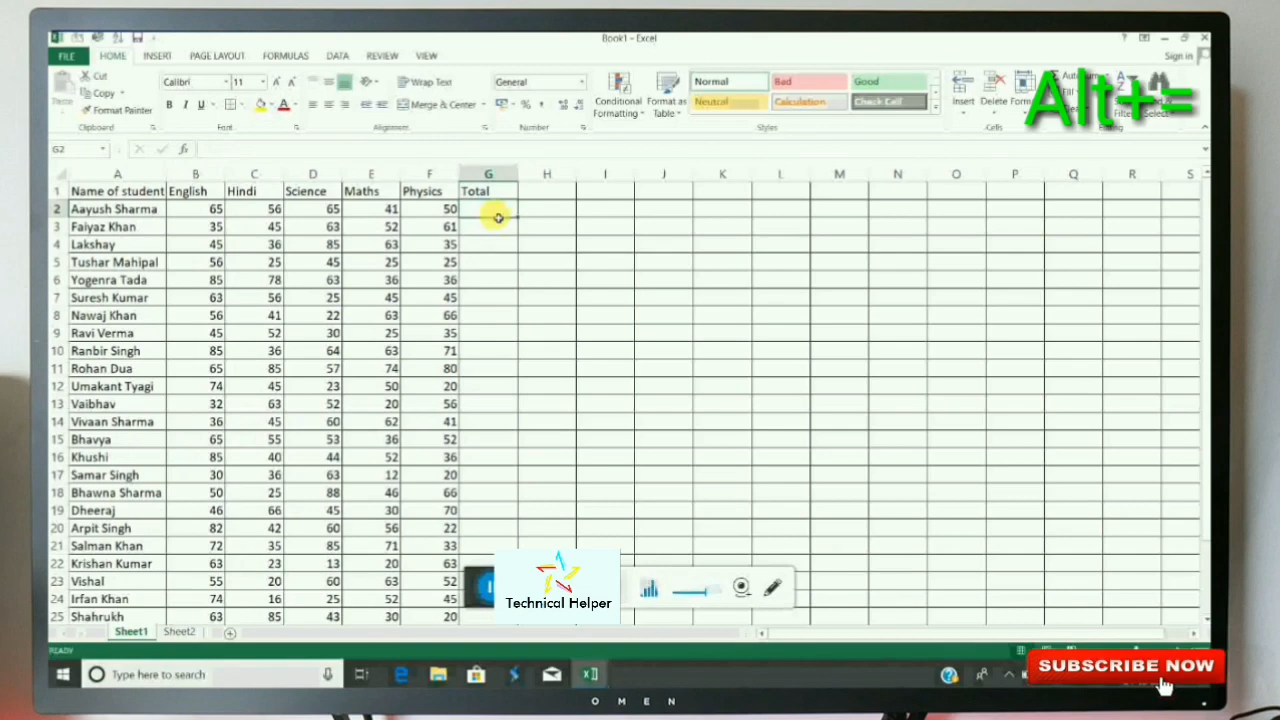 Book1 - Excel
Sign in
FILE HOME INSERT PAGE LAYOUT FORMULAS DATA REVIEW VIEW
Cut
Copy
Format Painter
Paste
Clipboard
Calibri 11
B I U
Font
Wrap Text
Merge & Center
Alignment
General
Number
Conditional
Formatting
Format as
Table
Normal Bad Good
Neutral Calculation Check Cell
Styles
Insert Delete
Cells
Alt+=
G2
A B C D E F G H I J K L M N O P Q R S
1 Name of student English Hindi Science Maths Physics Total
2 Aayush Sharma 65 56 65 41 50
3 Faiyaz Khan 35 45 63 52 61
4 Lakshay 45 36 85 63 35
5 Tushar Mahipal 56 25 45 25 25
6 Yogenra Tada 85 78 63 36 36
7 Suresh Kumar 63 56 25 45 45
8 Nawaj Khan 56 41 22 63 66
9 Ravi Verma 45 52 30 25 35
10 Ranbir Singh 85 36 64 63 71
11 Rohan Dua 65 85 57 74 80
12 Umakant Tyagi 74 45 23 50 20
13 Vaibhav 32 63 52 20 56
14 Vivaan Sharma 36 45 60 62 41
15 Bhavya 65 55 53 36 52
16 Khushi 85 40 44 52 36
17 Samar Singh 30 36 63 12 20
18 Bhawna Sharma 50 25 88 46 66
19 Dheeraj 46 66 45 30 70
20 Arpit Singh 82 42 60 56 22
21 Salman Khan 72 35 85 71 33
22 Krishan Kumar 63 23 13 20 63
23 Vishal 55 20 60 63 52
24 Irfan Khan 74 16 25 52 45
25 Shahrukh 63 85 43 30 20
Technical Helper
Sheet1 Sheet2
READY
SUBSCRIBE NOW
Type here to search
OMEN